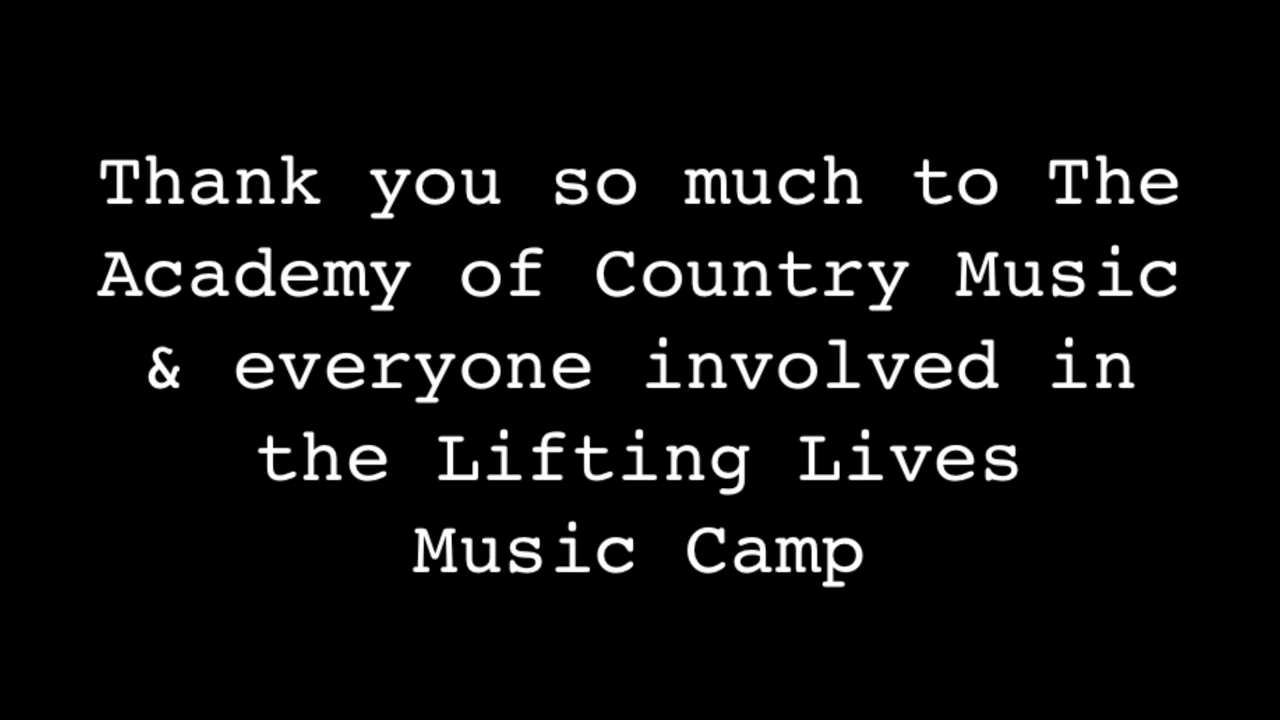 Thank you so much to The
Academy of Country Music
& everyone involved in
the Lifting Lives
Music Camp